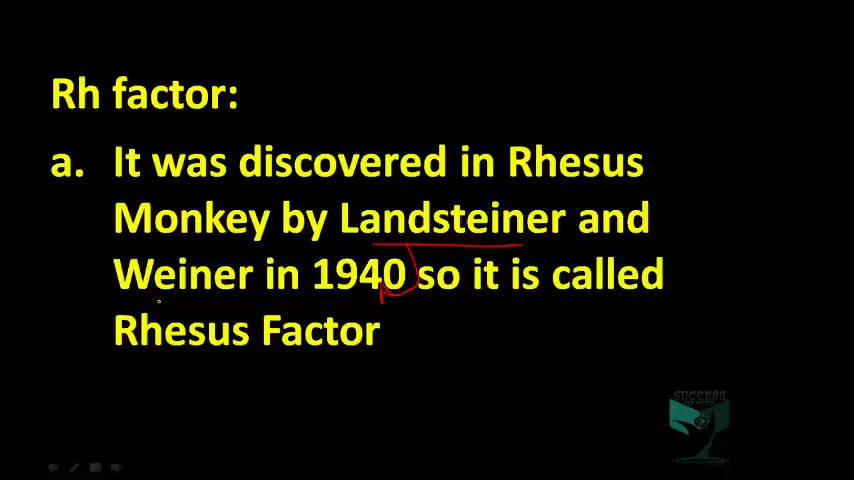 Rh factor:
a. It was discovered in Rhesus
Monkey by Landsteiner and
Weiner in 1940 so it is called
Rhesus Factor
SUCCESS